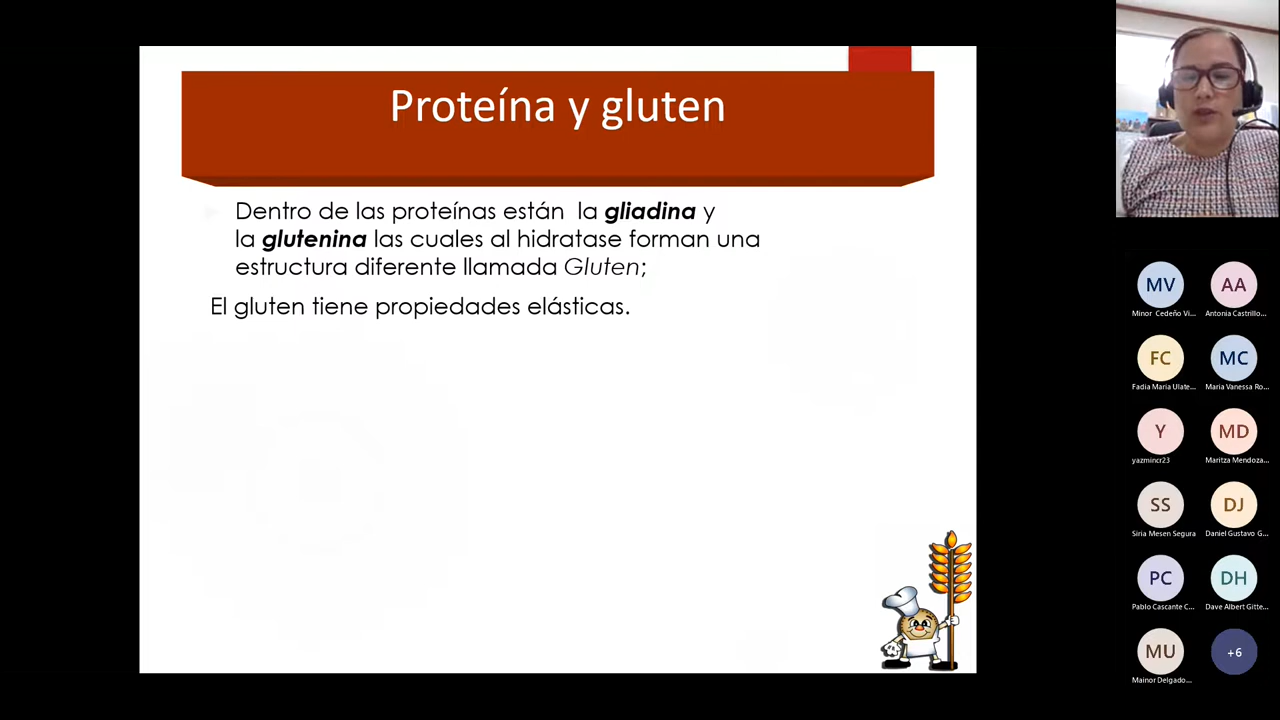 Proteína y gluten
Dentro de las proteínas están la gliadina y
la glutenina las cuales al hidratase forman una
estructura diferente llamada Gluten;
El gluten tiene propiedades elásticas.
MV
AA
Minor Cedeño Vi...
Antonia Castrillo...
FC
MC
Fadia Maria Ulate...
Maria Vanessa Ro...
Y
MD
yazmincr23
Maritza Mendoza...
SS
DJ
Siria Mesen Segura
Daniel Gustavo G...
PC
DH
Pablo Cascante C...
Dave Albert Gitte...
MU
+6
Mainor Delgado...